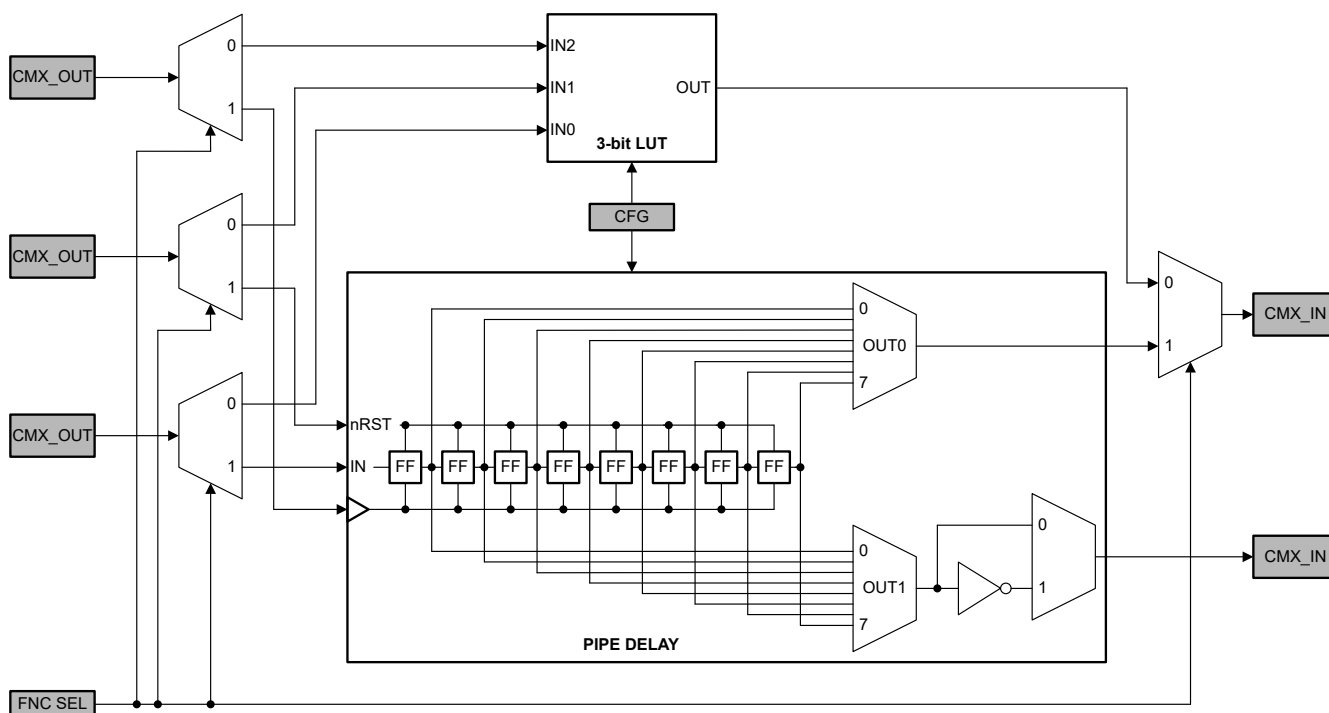 CMX_OUT
0
1
IN2
IN1
IN0
OUT
3-bit LUT
CMX_OUT
0
1
CFG
0
1
CMX_IN
CMX_OUT
0
1
0
OUT0
7
nRST
IN
FF FF FF FF FF FF FF FF
0
OUT1
7
0
1
CMX_IN
PIPE DELAY
FNC SEL